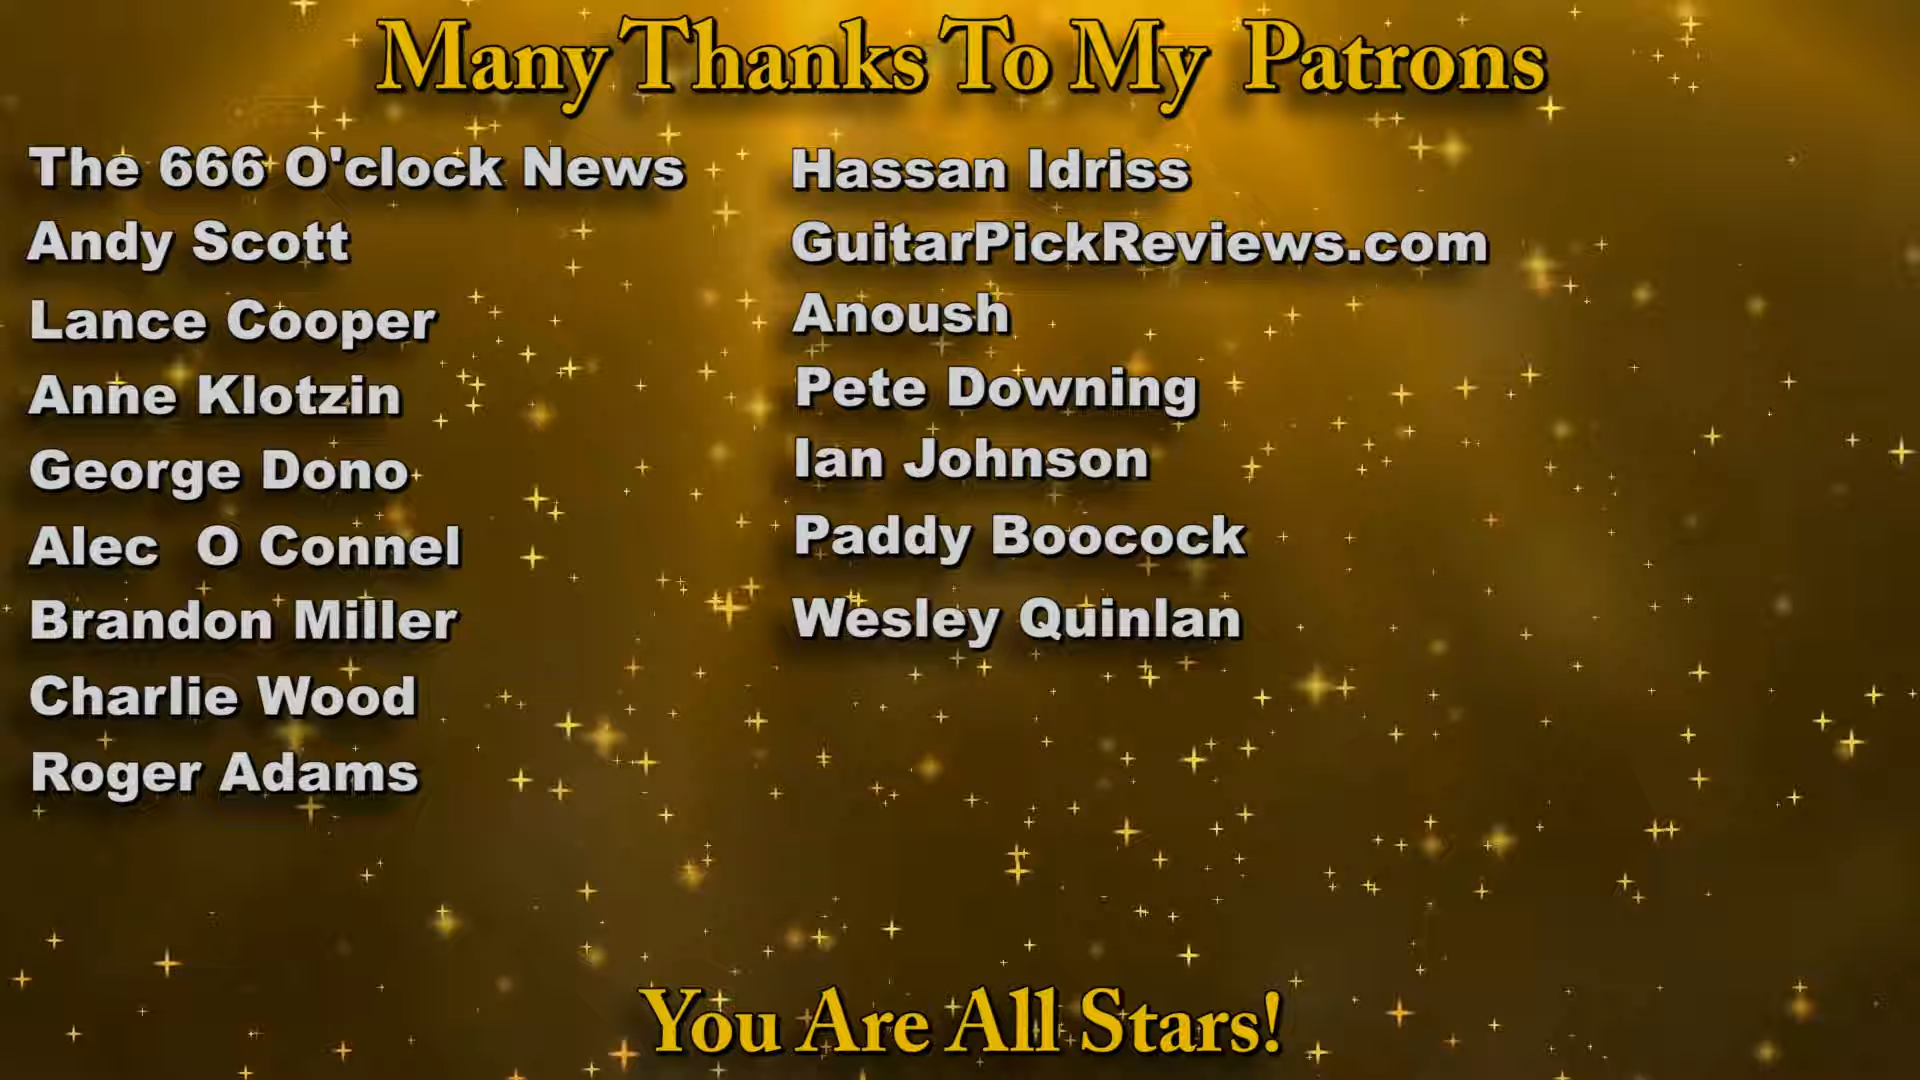 Many Thanks To My Patrons
The 666 O'clock News
Andy Scott
Lance Cooper
Anne Klotzin
George Dono
Alec O Connel
Brandon Miller
Charlie Wood
Roger Adams
Hassan Idriss
GuitarPickReviews.com
Anoush
Pete Downing
Ian Johnson
Paddy Boocock
Wesley Quinlan
You Are All Stars!